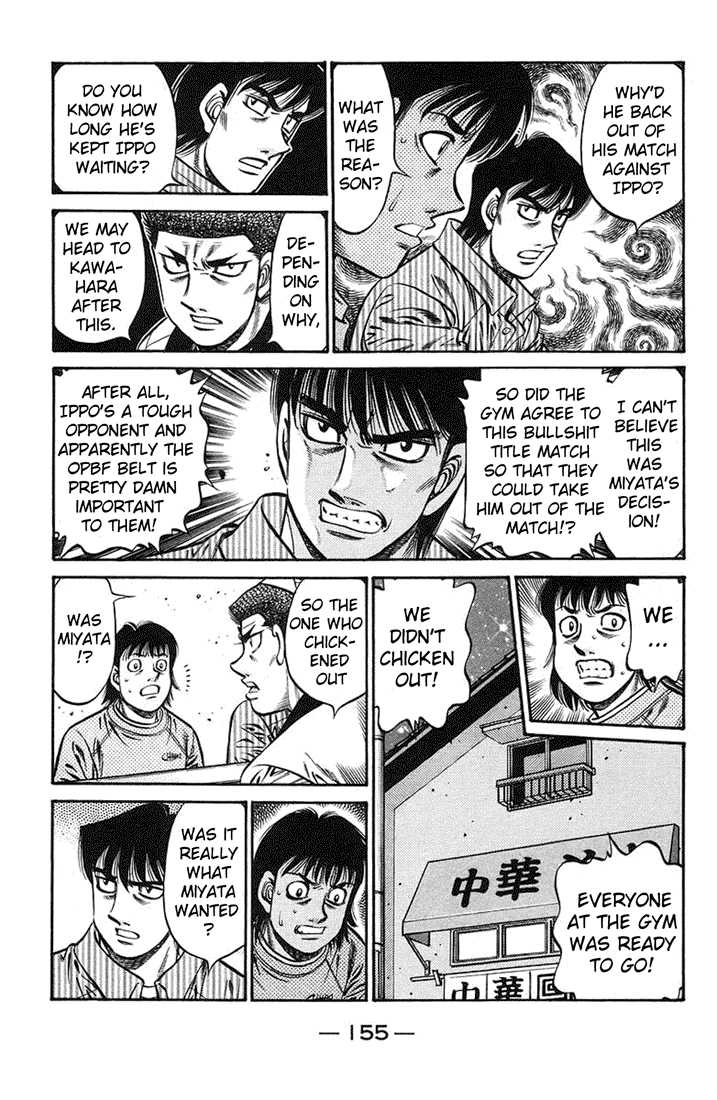 WHY'D
HE BACK
OUT OF
HIS MATCH
AGAINST
IPPO?
WHAT
WAS
THE
REA-
SON?
DO YOU
KNOW HOW
LONG HE'S
KEPT IPPO
WAITING?
DE-
PEN-
DING
ON
WHY,
WE MAY
HEAD TO
KAWA-
HARA
AFTER
THIS.
I CAN'T
BELIEVE
THIS
WAS
MIYATA'S
DECIS-
ION!
SO DID THE
GYM AGREE TO
THIS BULLSHIT
TITLE MATCH
SO THAT THEY
COULD TAKE
HIM OUT OF THE
MATCH!?
AFTER ALL,
IPPO'S A TOUGH
OPPONENT AND
APPARENTLY THE
OPBF BELT IS
PRETTY DAMN
IMPORTANT
TO THEM!
WE
...
WE
DIDN'T
CHICKEN
OUT!
中華
中華
EVERYONE
AT THE GYM
WAS READY
TO GO!
SO THE
ONE WHO
CHICK-
ENED
OUT
WAS
MIYATA
!?
WAS IT
REALLY
WHAT
MIYATA
WANTED
?
— 155 —